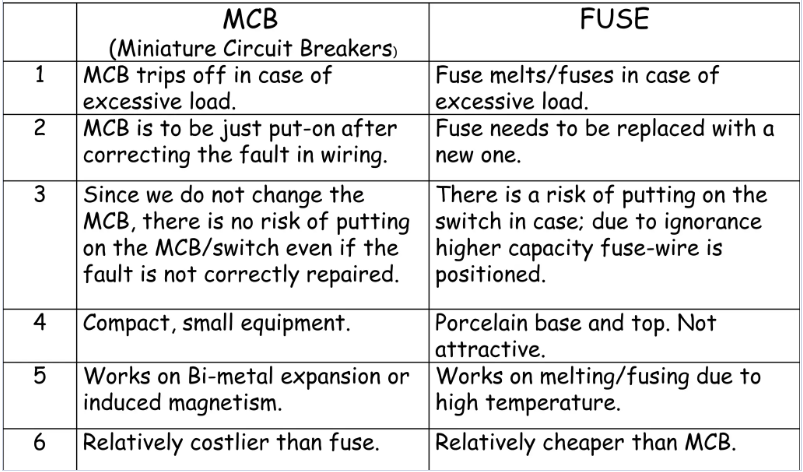 MCB
(Miniature Circuit Breakers)
FUSE
1
MCB trips off in case of
excessive load.
Fuse melts/fuses in case of
excessive load.
2
MCB is to be just put-on after
correcting the fault in wiring.
Fuse needs to be replaced with a
new one.
3
Since we do not change the
MCB, there is no risk of putting
on the MCB/switch even if the
fault is not correctly repaired.
There is a risk of putting on the
switch in case; due to ignorance
higher capacity fuse-wire is
positioned.
4
Compact, small equipment.
Porcelain base and top. Not
attractive.
5
Works on Bi-metal expansion or
induced magnetism.
Works on melting/fusing due to
high temperature.
6
Relatively costlier than fuse.
Relatively cheaper than MCB.